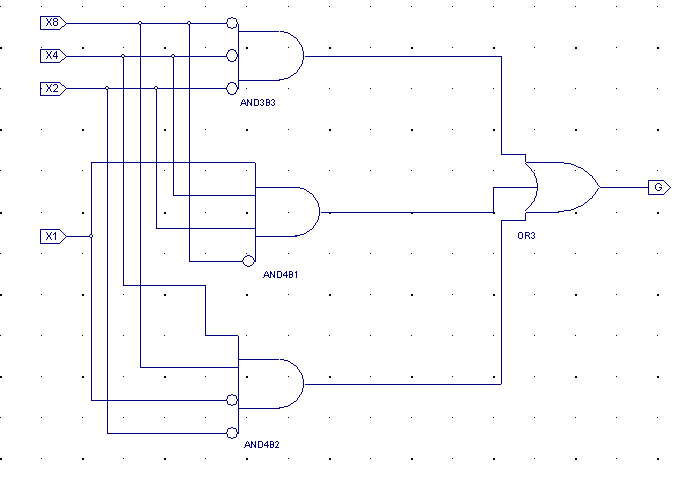 X8
X4
X2
AND3B3
G
X1
OR3
AND4B1
AND4B2